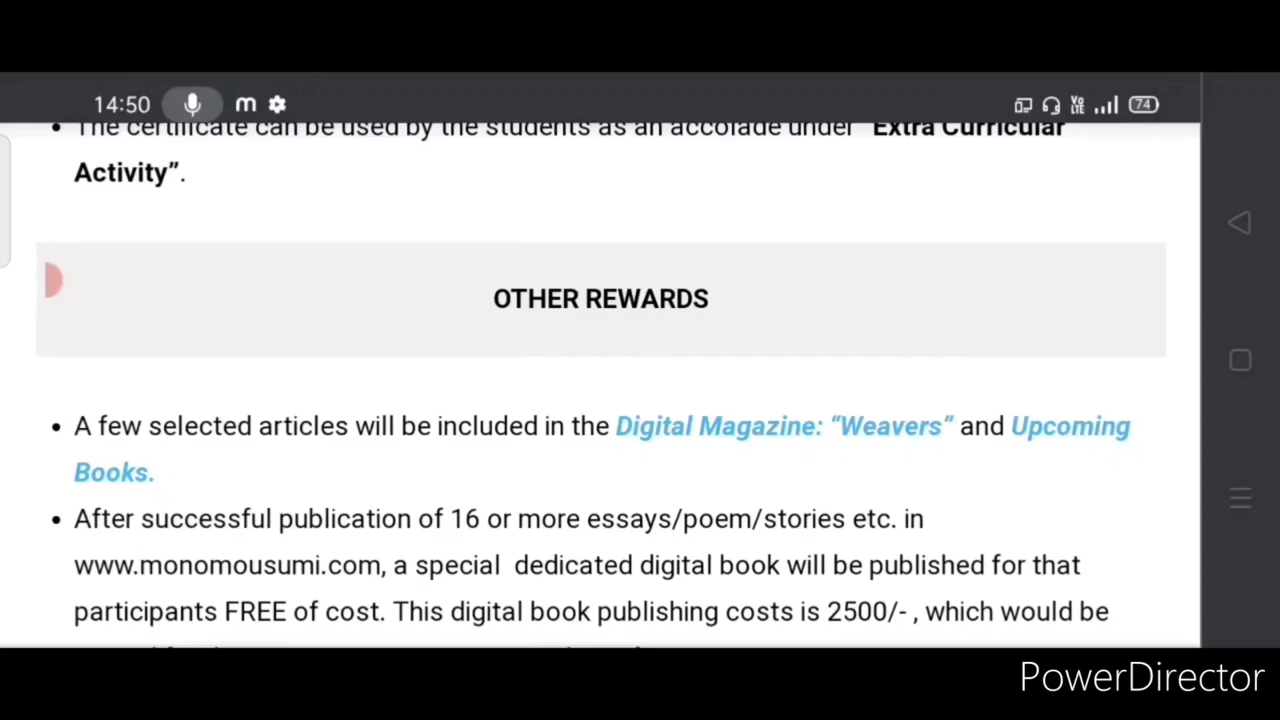 14:50 m VoLTE 74
• The certificate can be used by the students as an accolade under "Extra Curricular
Activity”.
OTHER REWARDS
• A few selected articles will be included in the Digital Magazine: “Weavers” and Upcoming
Books.
• After successful publication of 16 or more essays/poem/stories etc. in
www.monomousumi.com, a special dedicated digital book will be published for that
participants FREE of cost. This digital book publishing costs is 2500/- , which would be
PowerDirector